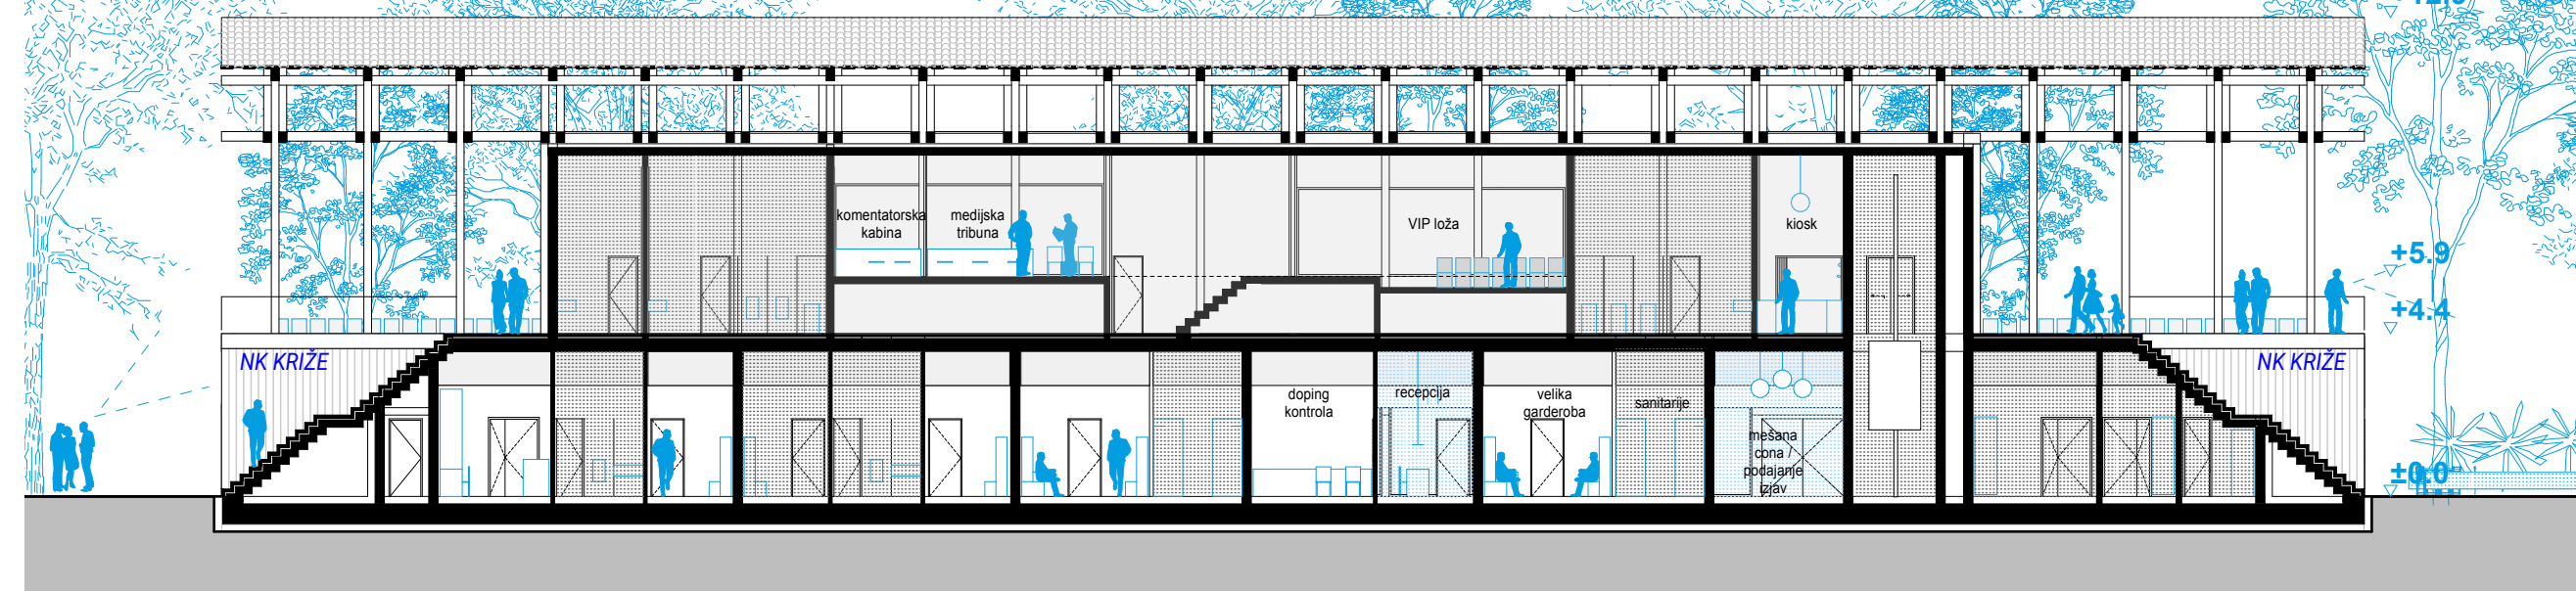 komentatorska
kabina
medijska
tribuna
VIP loža
kiosk
+5.9
+4.4
NK KRIŽE
NK KRIŽE
doping
kontrola
recepcija
velika
garderoba
sanitarije
mešana
cona /
podajanje
izjav
±0.0